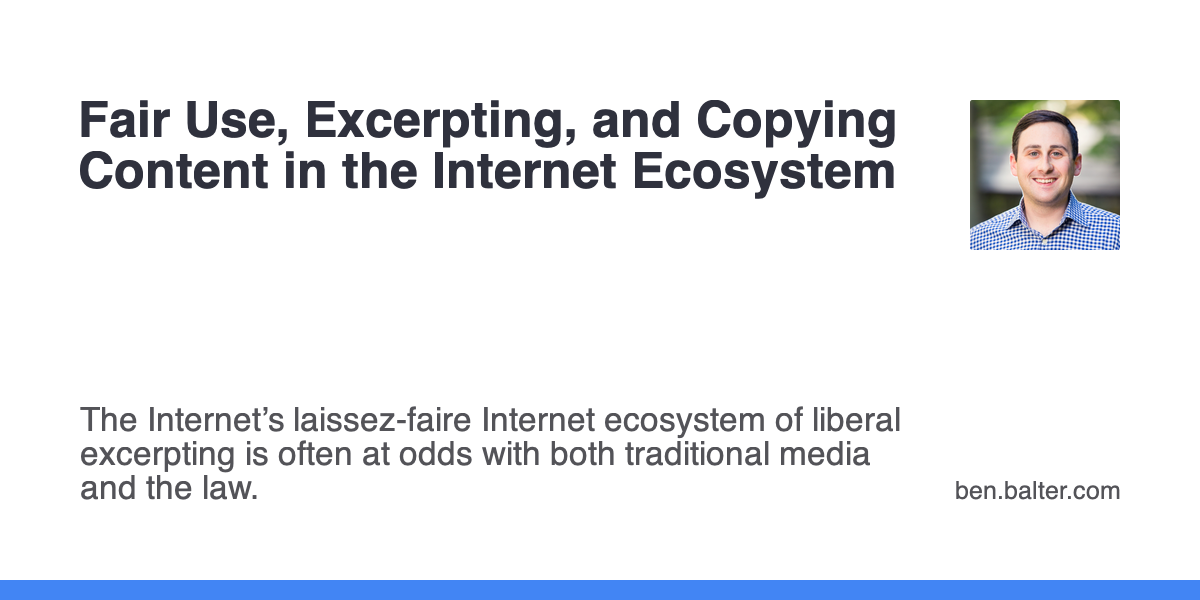 Fair Use, Excerpting, and Copying
Content in the Internet Ecosystem
The Internet’s laissez-faire Internet ecosystem of liberal
excerpting is often at odds with both traditional media
and the law.
ben.balter.com